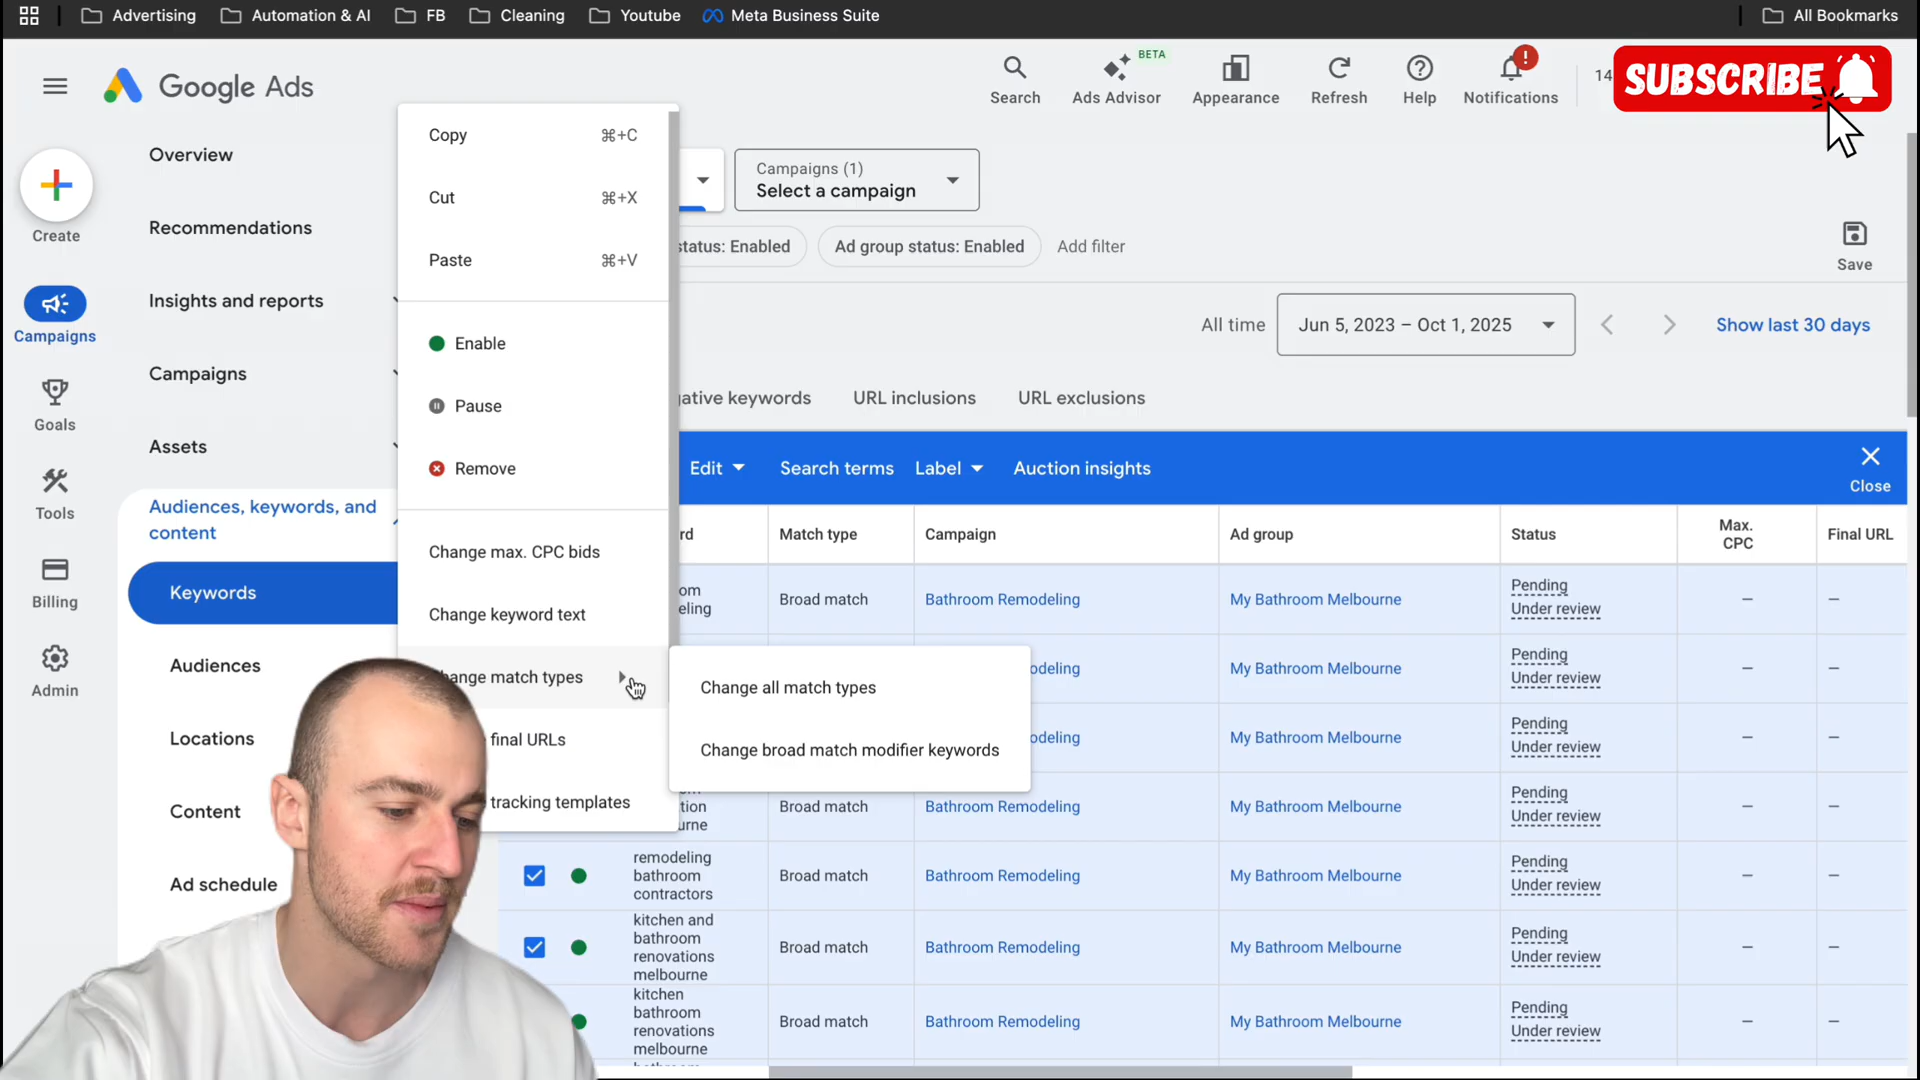 Advertising
Automation & AI
FB
Cleaning
Youtube
Meta Business Suite
All Bookmarks
Google Ads
Search
BETA
Ads Advisor
Appearance
Refresh
Help
!
Notifications
14
SUBSCRIBE
Create
Campaigns
Goals
Tools
Billing
Admin
Overview
Recommendations
Insights and reports
Campaigns
Assets
Audiences, keywords, and
content
Keywords
Audiences
Locations
Content
Ad schedule
Copy ⌘+C
Cut ⌘+X
Paste ⌘+V
Enable
Pause
Remove
Change max. CPC bids
Change keyword text
ange match types
final URLs
tracking templates
Change all match types
Change broad match modifier keywords
Campaigns (1)
Select a campaign
status: Enabled
Ad group status: Enabled
Add filter
Save
All time
Jun 5, 2023 – Oct 1, 2025
Show last 30 days
ative keywords
URL inclusions
URL exclusions
Edit
Search terms
Label
Auction insights
Close
rd
Match type
Campaign
Ad group
Status
Max.
CPC
Final URL
om
eling
Broad match
Bathroom Remodeling
My Bathroom Melbourne
Pending
Under review
—
—
odeling
My Bathroom Melbourne
Pending
Under review
—
—
odeling
My Bathroom Melbourne
Pending
Under review
—
—
tion
urne
Broad match
Bathroom Remodeling
My Bathroom Melbourne
Pending
Under review
—
—
remodeling
bathroom
contractors
Broad match
Bathroom Remodeling
My Bathroom Melbourne
Pending
Under review
—
—
kitchen and
bathroom
renovations
melbourne
Broad match
Bathroom Remodeling
My Bathroom Melbourne
Pending
Under review
—
—
kitchen
bathroom
renovations
melbourne
Broad match
Bathroom Remodeling
My Bathroom Melbourne
Pending
Under review
—
—